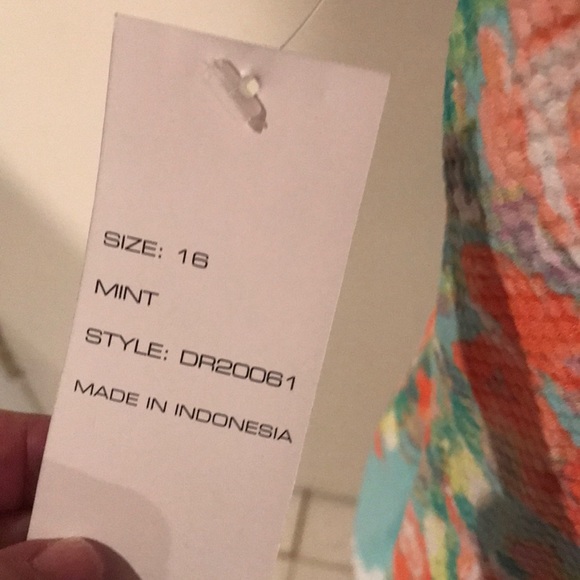 SIZE: 16
MINT
STYLE: DR20061
MADE IN INDONESIA